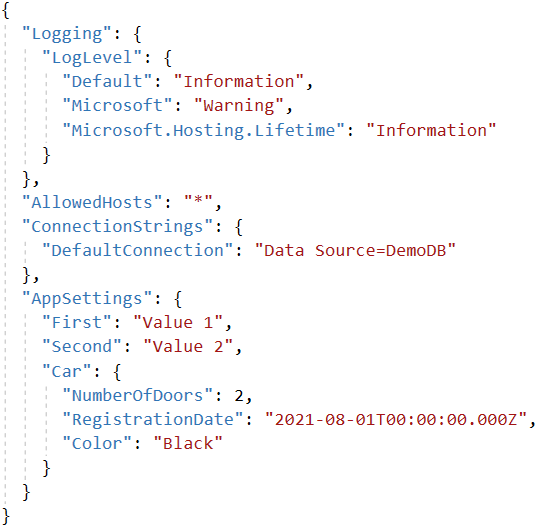 {
  "Logging": {
    "LogLevel": {
      "Default": "Information",
      "Microsoft": "Warning",
      "Microsoft.Hosting.Lifetime": "Information"
    }
  },
  "AllowedHosts": "*",
  "ConnectionStrings": {
    "DefaultConnection": "Data Source=DemoDB"
  },
  "AppSettings": {
    "First": "Value 1",
    "Second": "Value 2",
    "Car": {
      "NumberOfDoors": 2,
      "RegistrationDate": "2021-08-01T00:00:00.000Z",
      "Color": "Black"
    }
  }
}